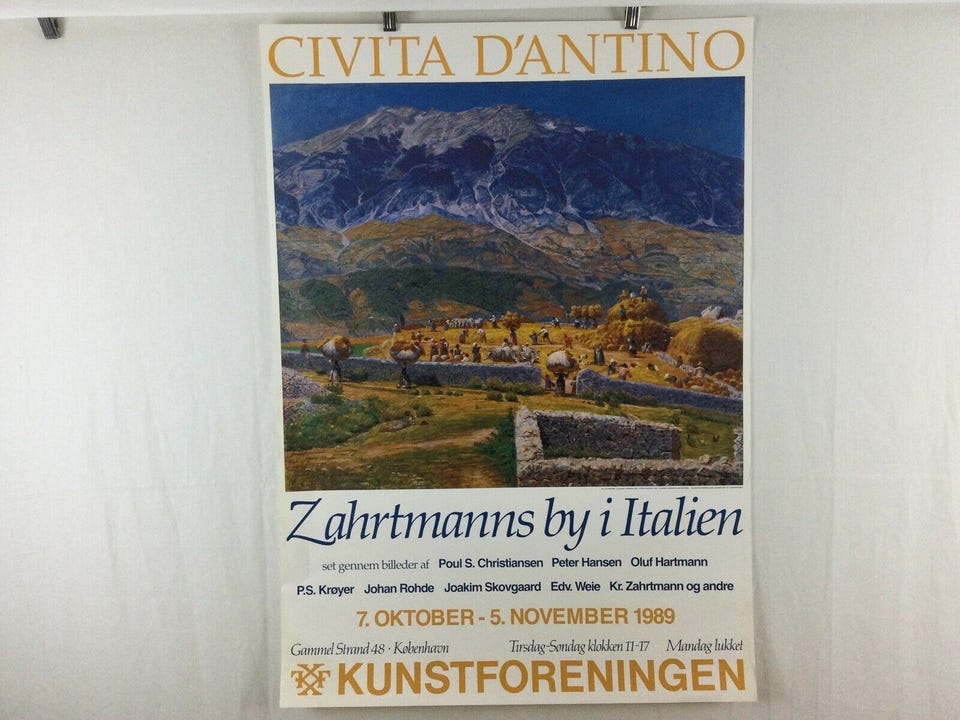 CIVITA D'ANTINO
Zahrtmanns by i Italien
set gennem billeder af Poul S. Christiansen Peter Hansen Oluf Hartmann
P.S. Krøyer Johan Rohde Joakim Skovgaard Edv. Weie Kr. Zahrtmann og andre
7. OKTOBER - 5. NOVEMBER 1989
Gammel Strand 48 · København Tirsdag-Søndag klokken 11-17 Mandag lukket
KUNSTFORENINGEN